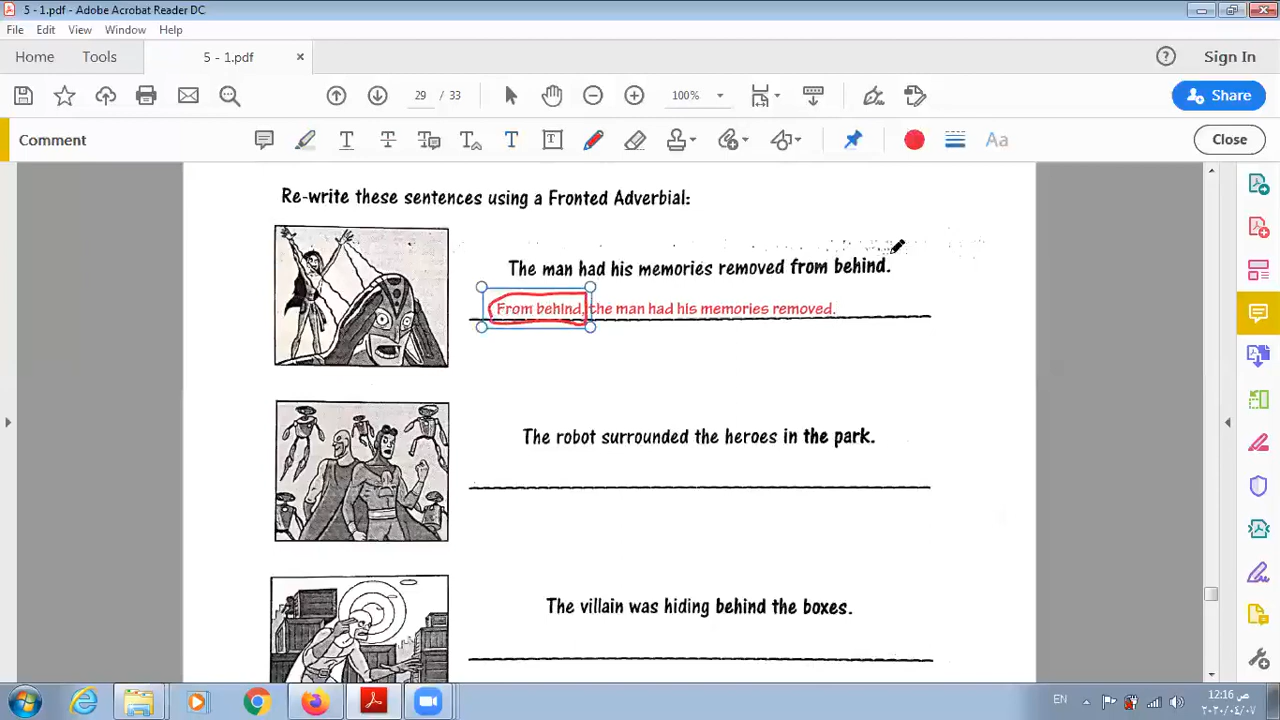 5 - 1.pdf - Adobe Acrobat Reader DC
File Edit View Window Help
Home Tools 5 - 1.pdf × Sign In
29 / 33 100% Share
Comment Close
Re-write these sentences using a Fronted Adverbial:
The man had his memories removed from behind.
From behind, the man had his memories removed.
The robot surrounded the heroes in the park.
The villain was hiding behind the boxes.
EN 12:16 ص
٢٠٢٠/٠٤/٠٧